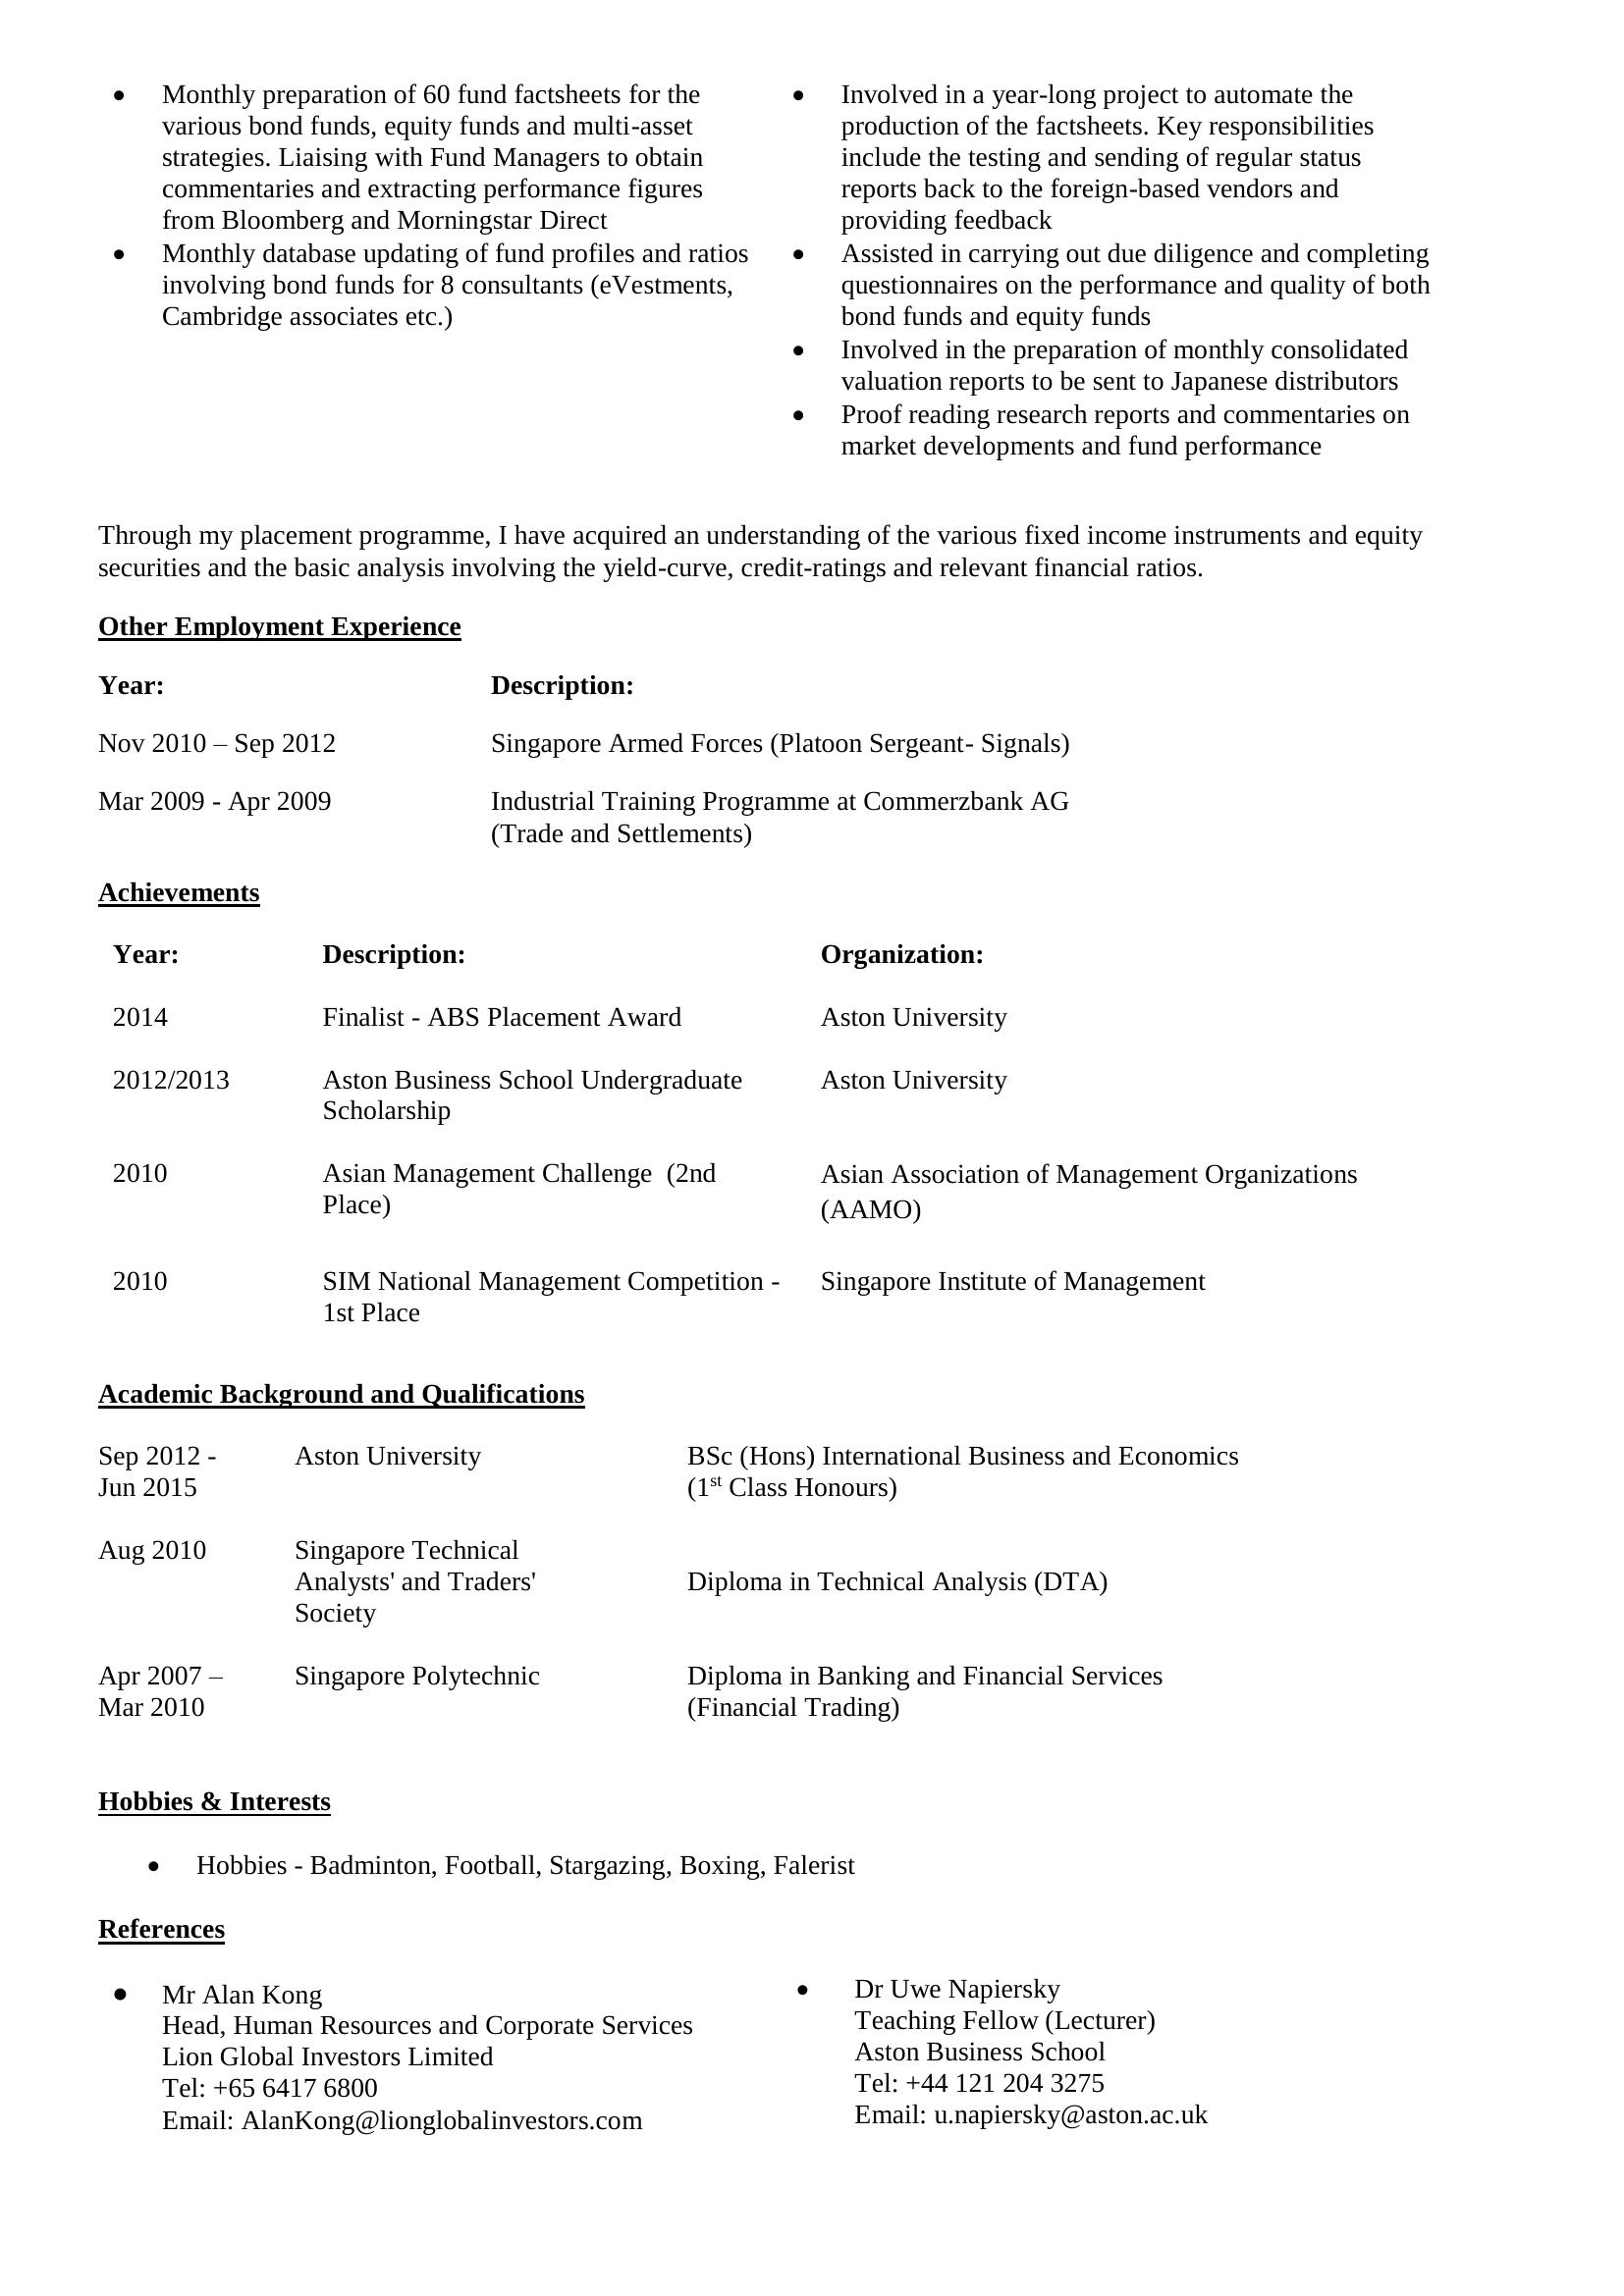 • Monthly preparation of 60 fund factsheets for the
various bond funds, equity funds and multi-asset
strategies. Liaising with Fund Managers to obtain
commentaries and extracting performance figures
from Bloomberg and Morningstar Direct
• Monthly database updating of fund profiles and ratios
involving bond funds for 8 consultants (eVestments,
Cambridge associates etc.)
• Involved in a year-long project to automate the
production of the factsheets. Key responsibilities
include the testing and sending of regular status
reports back to the foreign-based vendors and
providing feedback
• Assisted in carrying out due diligence and completing
questionnaires on the performance and quality of both
bond funds and equity funds
• Involved in the preparation of monthly consolidated
valuation reports to be sent to Japanese distributors
• Proof reading research reports and commentaries on
market developments and fund performance
Through my placement programme, I have acquired an understanding of the various fixed income instruments and equity
securities and the basic analysis involving the yield-curve, credit-ratings and relevant financial ratios.
Other Employment Experience
Year: Description:
Nov 2010 – Sep 2012 Singapore Armed Forces (Platoon Sergeant- Signals)
Mar 2009 - Apr 2009 Industrial Training Programme at Commerzbank AG
(Trade and Settlements)
Achievements
Year: Description: Organization:
2014 Finalist - ABS Placement Award Aston University
2012/2013 Aston Business School Undergraduate Aston University
Scholarship
2010 Asian Management Challenge (2nd Asian Association of Management Organizations
Place) (AAMO)
2010 SIM National Management Competition - Singapore Institute of Management
1st Place
Academic Background and Qualifications
Sep 2012 - Aston University BSc (Hons) International Business and Economics
Jun 2015 (1st Class Honours)
Aug 2010 Singapore Technical
Analysts' and Traders' Diploma in Technical Analysis (DTA)
Society
Apr 2007 – Singapore Polytechnic Diploma in Banking and Financial Services
Mar 2010 (Financial Trading)
Hobbies & Interests
• Hobbies - Badminton, Football, Stargazing, Boxing, Falerist
References
• Mr Alan Kong
Head, Human Resources and Corporate Services
Lion Global Investors Limited
Tel: +65 6417 6800
Email: AlanKong@lionglobalinvestors.com
• Dr Uwe Napiersky
Teaching Fellow (Lecturer)
Aston Business School
Tel: +44 121 204 3275
Email: u.napiersky@aston.ac.uk